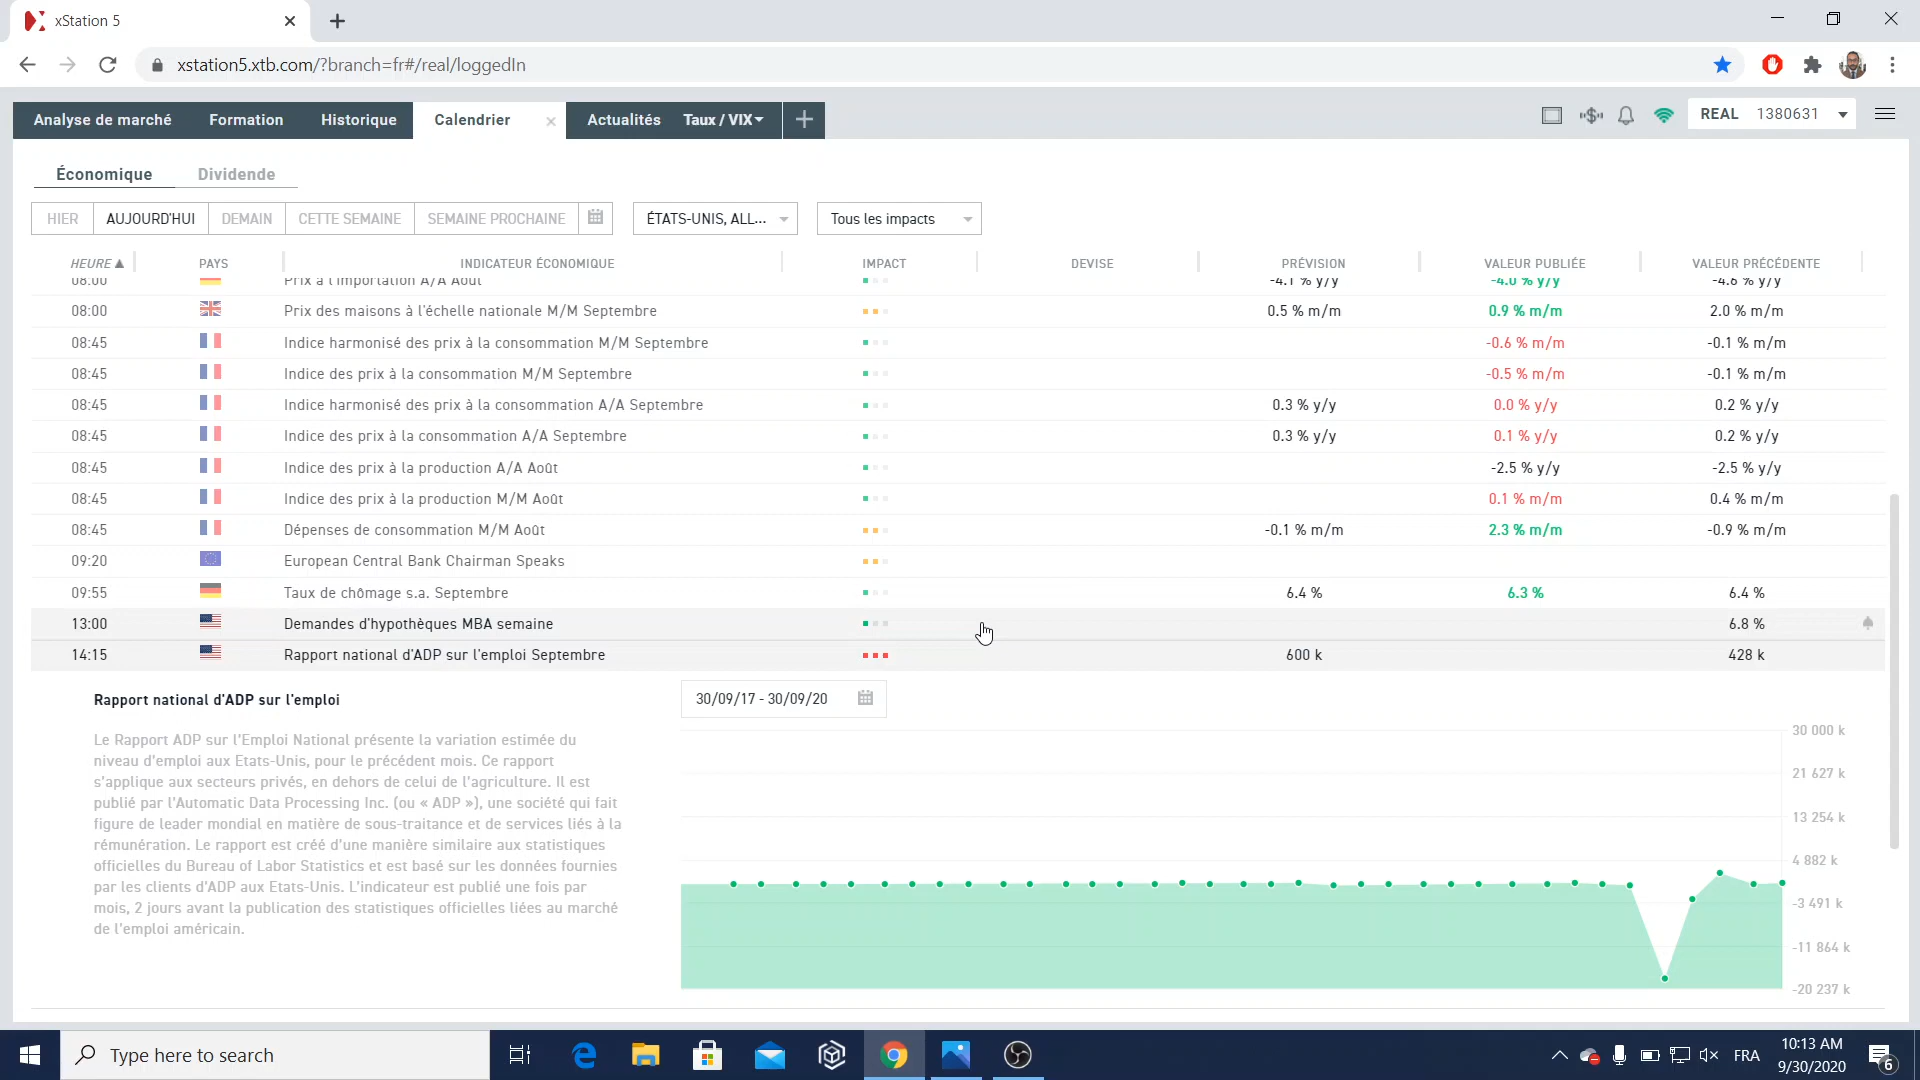 xStation 5
xstation5.xtb.com/?branch=fr#/real/loggedIn
Analyse de marché Formation Historique Calendrier Actualités Taux / VIX
REAL 1380631
Économique Dividende
HIER AUJOURD'HUI DEMAIN CETTE SEMAINE SEMAINE PROCHAINE ÉTATS-UNIS, ALL... Tous les impacts
HEURE PAYS INDICATEUR ÉCONOMIQUE IMPACT DEVISE PRÉVISION VALEUR PUBLIÉE VALEUR PRÉCÉDENTE
08:00 Prix à l'importation A/A Août -4.1 % y/y -4.0 % y/y -4.6 % y/y
08:00 Prix des maisons à l'échelle nationale M/M Septembre 0.5 % m/m 0.9 % m/m 2.0 % m/m
08:45 Indice harmonisé des prix à la consommation M/M Septembre -0.6 % m/m -0.1 % m/m
08:45 Indice des prix à la consommation M/M Septembre -0.5 % m/m -0.1 % m/m
08:45 Indice harmonisé des prix à la consommation A/A Septembre 0.3 % y/y 0.0 % y/y 0.2 % y/y
08:45 Indice des prix à la consommation A/A Septembre 0.3 % y/y 0.1 % y/y 0.2 % y/y
08:45 Indice des prix à la production A/A Août -2.5 % y/y -2.5 % y/y
08:45 Indice des prix à la production M/M Août 0.1 % m/m 0.4 % m/m
08:45 Dépenses de consommation M/M Août -0.1 % m/m 2.3 % m/m -0.9 % m/m
09:20 European Central Bank Chairman Speaks
09:55 Taux de chômage s.a. Septembre 6.4 % 6.3 % 6.4 %
13:00 Demandes d'hypothèques MBA semaine 6.8 %
14:15 Rapport national d'ADP sur l'emploi Septembre 600 k 428 k
Rapport national d'ADP sur l'emploi
Le Rapport ADP sur l'Emploi National présente la variation estimée du
niveau d'emploi aux Etats-Unis, pour le précédent mois. Ce rapport
s'applique aux secteurs privés, en dehors de celui de l'agriculture. Il est
publié par l'Automatic Data Processing Inc. (ou « ADP »), une société qui fait
figure de leader mondial en matière de sous-traitance et de services liés à la
rémunération. Le rapport est créé d'une manière similaire aux statistiques
officielles du Bureau of Labor Statistics et est basé sur les données fournies
par les clients d'ADP aux Etats-Unis. L'indicateur est publié une fois par
mois, 2 jours avant la publication des statistiques officielles liées au marché
de l'emploi américain.
30/09/17 - 30/09/20
30 000 k
21 627 k
13 254 k
4 882 k
-3 491 k
-11 864 k
-20 237 k
Type here to search
FRA
10:13 AM
9/30/2020
6